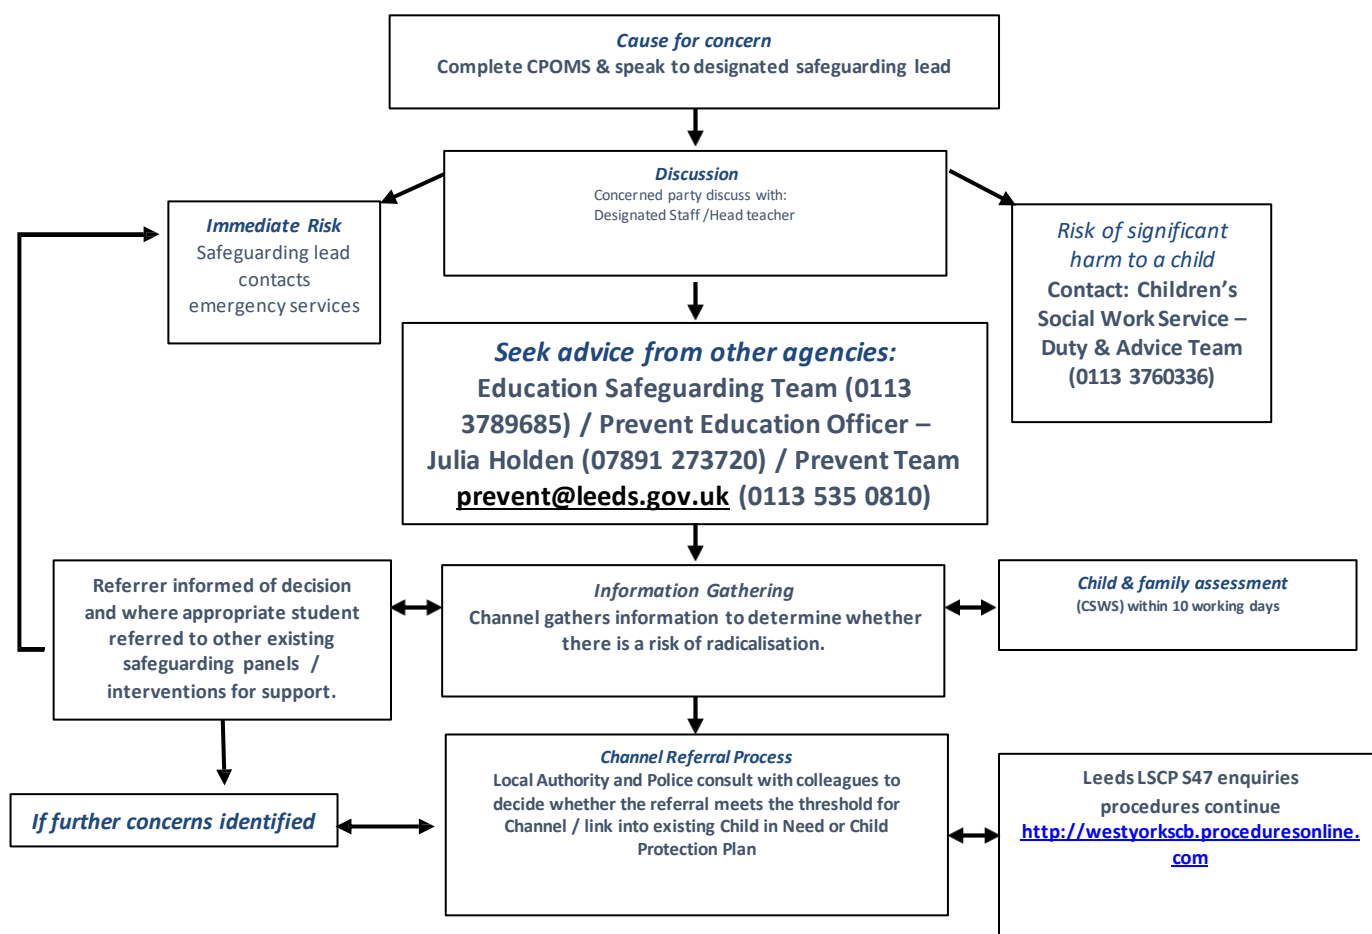 Cause for concern
Complete CPOMS & speak to designated safeguarding lead
Discussion
Concerned party discuss with:
Designated Staff /Head teacher
Immediate Risk
Safeguarding lead
contacts
emergency services
Risk of significant
harm to a child
Contact: Children's
Social Work Service –
Duty & Advice Team
(0113 3760336)
Seek advice from other agencies:
Education Safeguarding Team (0113
3789685) / Prevent Education Officer –
Julia Holden (07891 273720) / Prevent Team
prevent@leeds.gov.uk (0113 535 0810)
Referrer informed of decision
and where appropriate student
referred to other existing
safeguarding panels /
interventions for support.
Information Gathering
Channel gathers information to determine whether
there is a risk of radicalisation.
Child & family assessment
(CSWS) within 10 working days
If further concerns identified
Channel Referral Process
Local Authority and Police consult with colleagues to
decide whether the referral meets the threshold for
Channel / link into existing Child in Need or Child
Protection Plan
Leeds LSCP S47 enquiries
procedures continue
http://westyorkscb.proceduresonline.
com